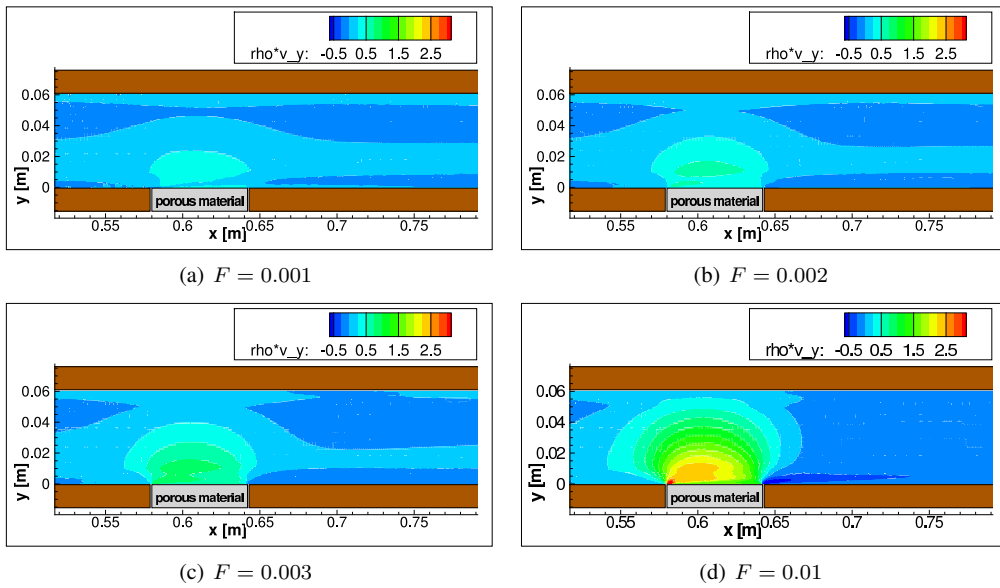 rho*v_y: -0.5 0.5 1.5 2.5
y [m]
0.06
0.04
0.02
0
porous material
0.55 0.6 0.65 0.7 0.75
x [m]
(a) F = 0.001
rho*v_y: -0.5 0.5 1.5 2.5
y [m]
0.06
0.04
0.02
0
porous material
0.55 0.6 0.65 0.7 0.75
x [m]
(b) F = 0.002
rho*v_y: -0.5 0.5 1.5 2.5
y [m]
0.06
0.04
0.02
0
porous material
0.55 0.6 0.65 0.7 0.75
x [m]
(c) F = 0.003
rho*v_y: -0.5 0.5 1.5 2.5
y [m]
0.06
0.04
0.02
0
porous material
0.55 0.6 0.65 0.7 0.75
x [m]
(d) F = 0.01